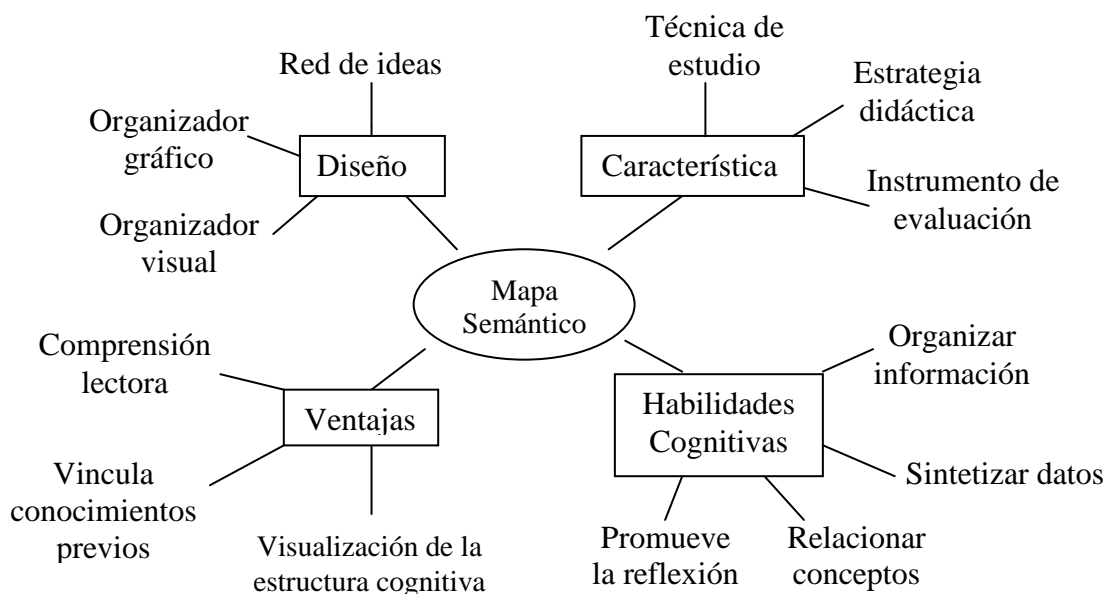 Red de ideas
Organizador
gráfico
Diseño
Organizador
visual
Técnica de
estudio
Estrategia
didáctica
Característica
Instrumento de
evaluación
Mapa
Semántico
Comprensión
lectora
Ventajas
Vincula
conocimientos
previos
Visualización de la
estructura cognitiva
Organizar
información
Habilidades
Cognitivas
Sintetizar datos
Promueve
la reflexión
Relacionar
conceptos